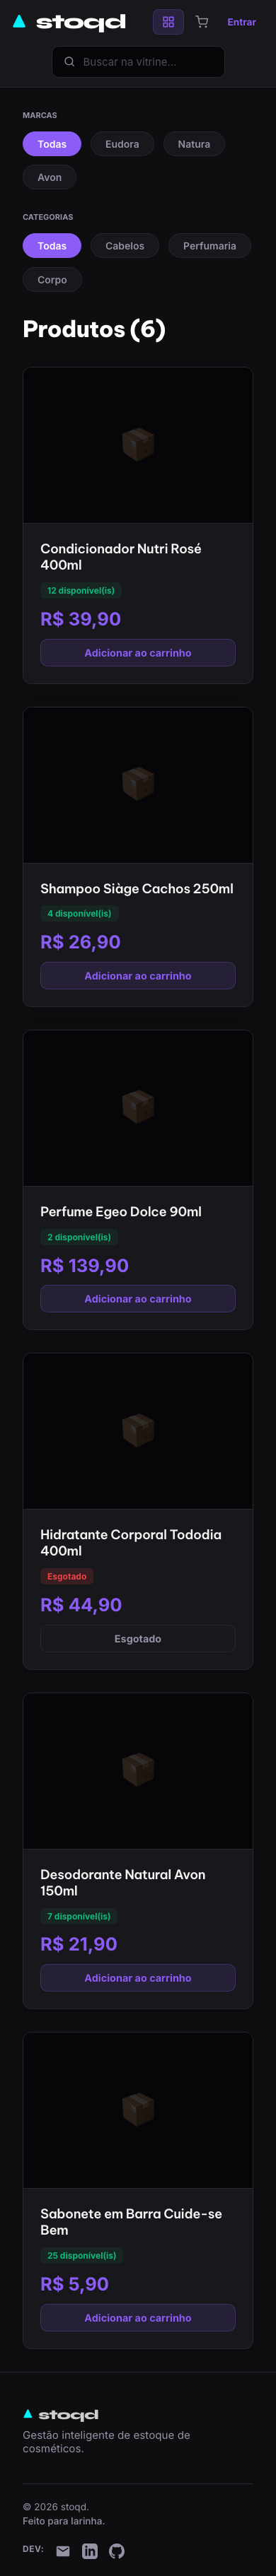 stoqd
Entrar
Buscar na vitrine...
MARCAS
Todas
Eudora
Natura
Avon
CATEGORIAS
Todas
Cabelos
Perfumaria
Corpo
Produtos (6)
Condicionador Nutri Rosé
400ml
12 disponível(is)
R$ 39,90
Adicionar ao carrinho
Shampoo Siàge Cachos 250ml
4 disponível(is)
R$ 26,90
Adicionar ao carrinho
Perfume Egeo Dolce 90ml
2 disponível(is)
R$ 139,90
Adicionar ao carrinho
Hidratante Corporal Tododia
400ml
Esgotado
R$ 44,90
Esgotado
Desodorante Natural Avon
150ml
7 disponível(is)
R$ 21,90
Adicionar ao carrinho
Sabonete em Barra Cuide-se
Bem
25 disponível(is)
R$ 5,90
Adicionar ao carrinho
stoqd
Gestão inteligente de estoque de
cosméticos.
© 2026 stoqd.
Feito para Iarinha.
DEV: